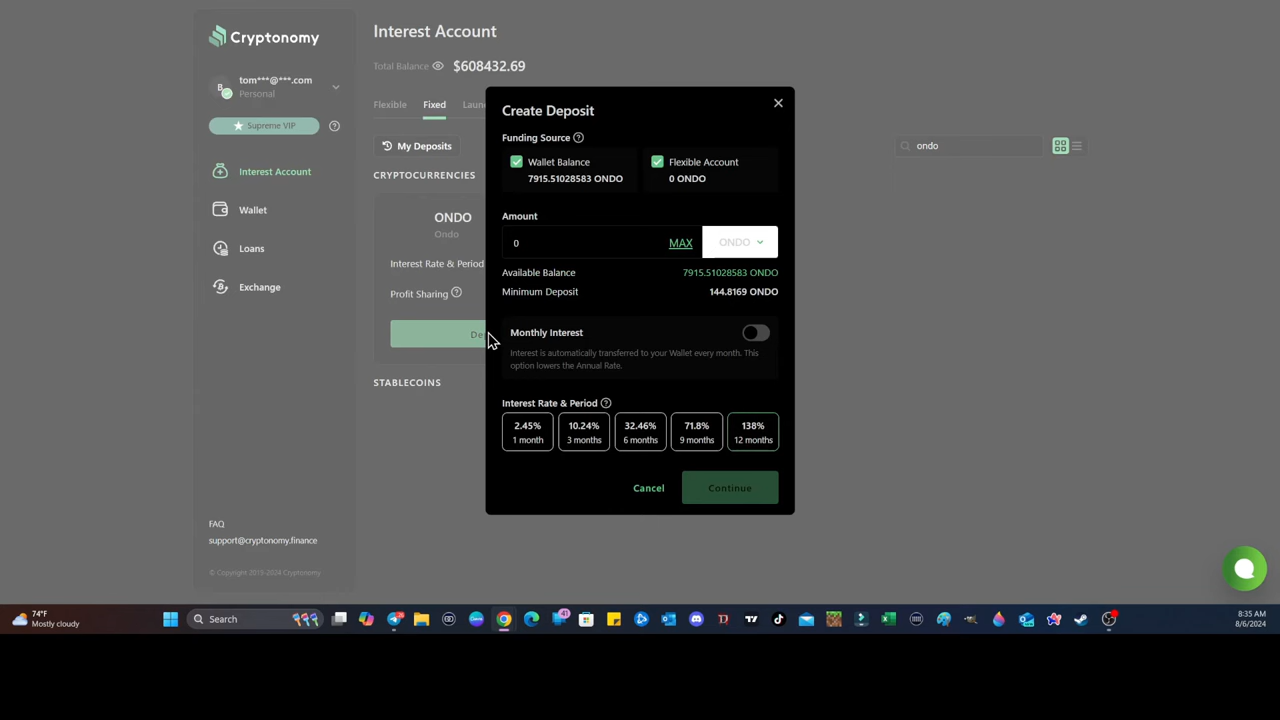 Cryptonomy
B
tom***@***.com
Personal
Supreme VIP
Interest Account
Wallet
Loans
Exchange
FAQ
support@cryptonomy.finance
© Copyright 2015-2024 Cryptonomy
Interest Account
Total Balance $608432.69
Flexible Fixed Laun
My Deposits
ondo
CRYPTOCURRENCIES
ONDO
Ondo
Interest Rate & Period
Profit Sharing
De
STABLECOINS
Create Deposit
Funding Source
Wallet Balance
7915.51028583 ONDO
Flexible Account
0 ONDO
Amount
0 MAX ONDO
Available Balance 7915.51028583 ONDO
Minimum Deposit 144.8169 ONDO
Monthly Interest
Interest is automatically transferred to your Wallet every month. This
option lowers the Annual Rate.
Interest Rate & Period
2.45% 10.24% 32.46% 71.8% 138%
1 month 3 months 6 months 9 months 12 months
Cancel Continue
74°F
Mostly cloudy
Search
41
8:35 AM
8/6/2024